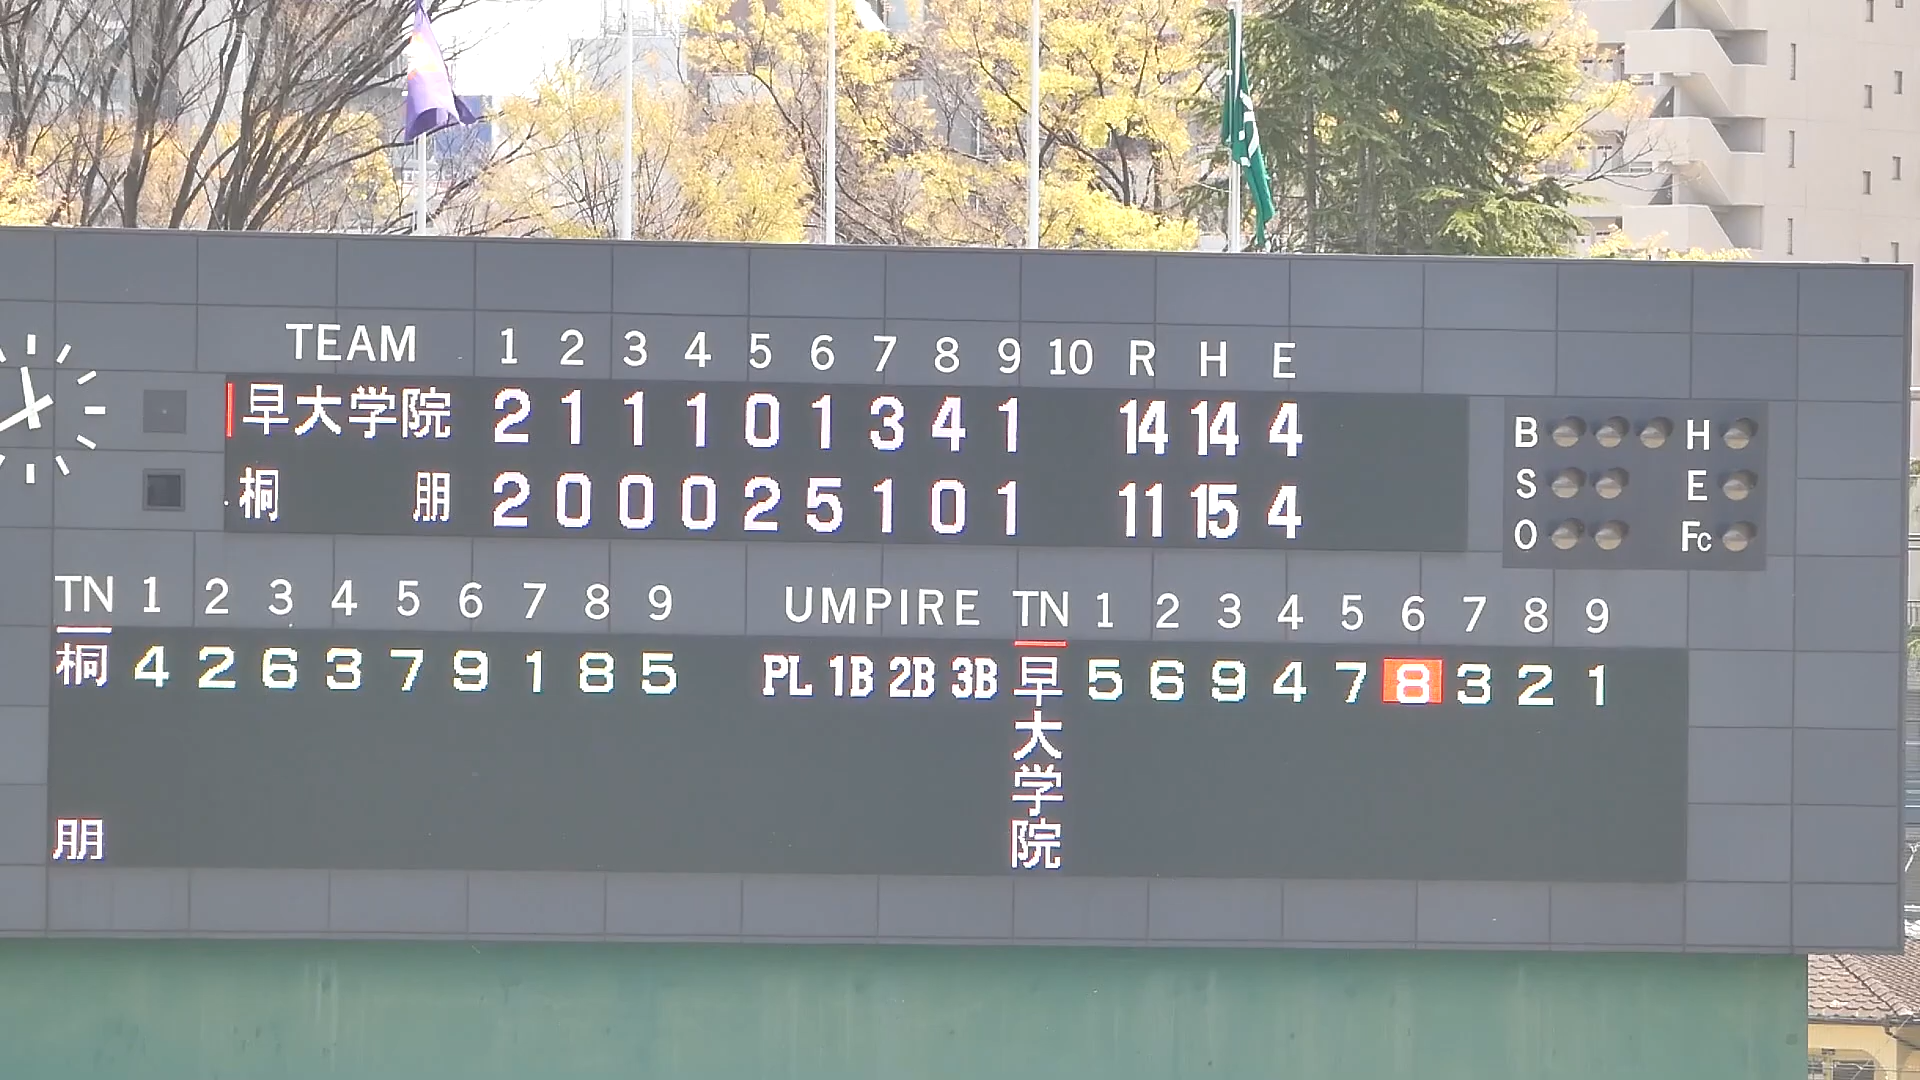 TEAM 1 2 3 4 5 6 7 8 9 10 R H E
早大学院 2 1 1 1 0 1 3 4 1 14 14 4
桐朋 2 0 0 0 2 5 1 0 1 11 15 4
B H
S E
O Fc
TN 1 2 3 4 5 6 7 8 9 UMPIRE TN 1 2 3 4 5 6 7 8 9
桐朋 4 2 6 3 7 9 1 8 5 PL 1B 2B 3B 早大学院 5 6 9 4 7 8 3 2 1